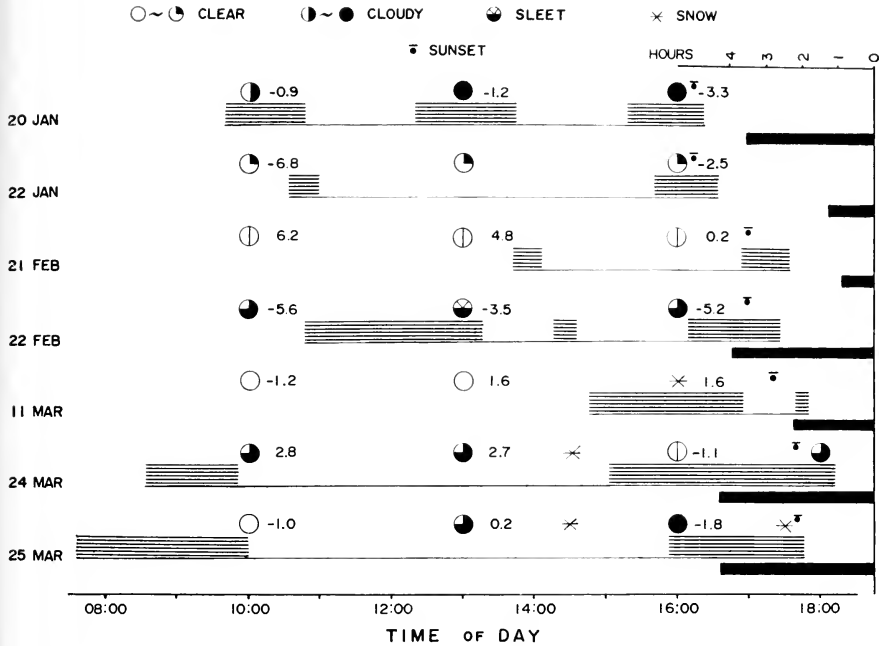 CLEAR CLOUDY SLEET SNOW
SUNSET HOURS 4 3 2 1 0
-0.9 -1.2 -3.3
20 JAN
-6.8 -2.5
22 JAN
6.2 4.8 0.2
21 FEB
-5.6 -3.5 -5.2
22 FEB
-1.2 1.6 1.6
11 MAR
2.8 2.7 -1.1
24 MAR
-1.0 0.2 -1.8
25 MAR
08:00 10:00 12:00 14:00 16:00 18:00
TIME OF DAY